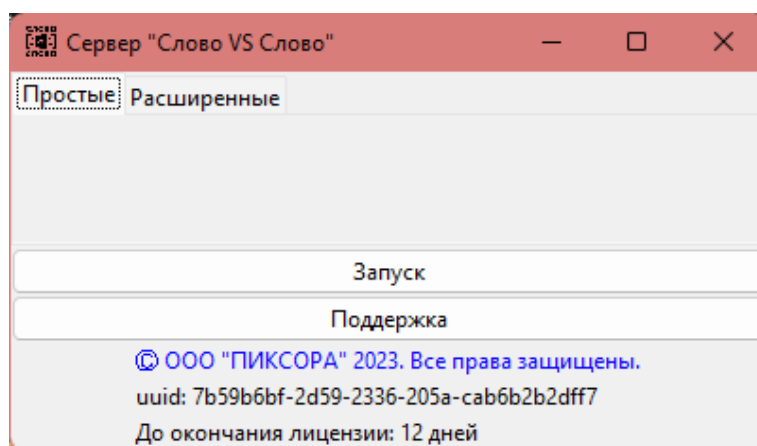 Сервер "Слово VS Слово"
Простые Расширенные
Запуск
Поддержка
© ООО "ПИКСОРА" 2023. Все права защищены.
uuid: 7b59b6bf-2d59-2336-205a-cab6b2b2dff7
До окончания лицензии: 12 дней